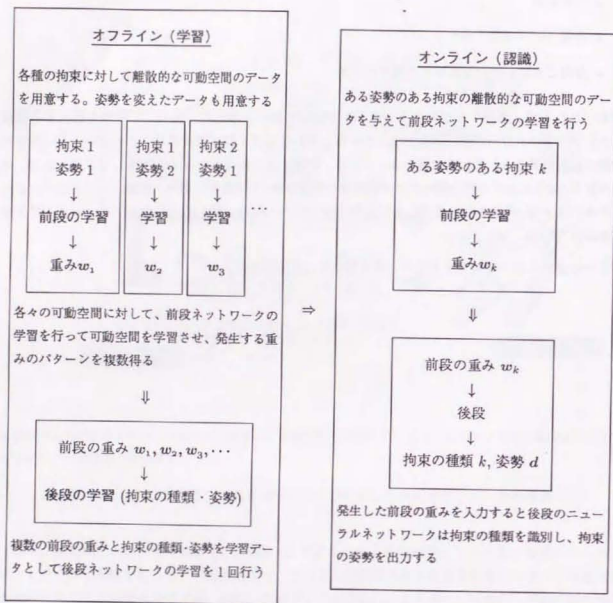 オフライン（学習）
各種の拘束に対して離散的な可動空間のデータ
を用意する。姿勢を変えたデータも用意する
拘束 1
姿勢 1
↓
前段の学習
↓
重みw₁
拘束 1
姿勢 2
↓
学習
↓
w₂
拘束 2
姿勢 1
↓
学習
↓
w₃
…
各々の可動空間に対して、前段ネットワークの
学習を行って可動空間を学習させ、発生する重
みのパターンを複数得る
⇓
前段の重み w₁, w₂, w₃, ⋯
↓
後段の学習 (拘束の種類・姿勢)
複数の前段の重みと拘束の種類·姿勢を学習デー
タとして後段ネットワークの学習を1回行う
⇒
オンライン（認識）
ある姿勢のある拘束の離散的な可動空間のデー
タを与えて前段ネットワークの学習を行う
ある姿勢のある拘束 k
↓
前段の学習
↓
重みwₖ
⇓
前段の重み wₖ
↓
後段
↓
拘束の種類 k, 姿勢 d
発生した前段の重みを入力すると後段のニュー
ラルネットワークは拘束の種類を識別し、拘束
の姿勢を出力する